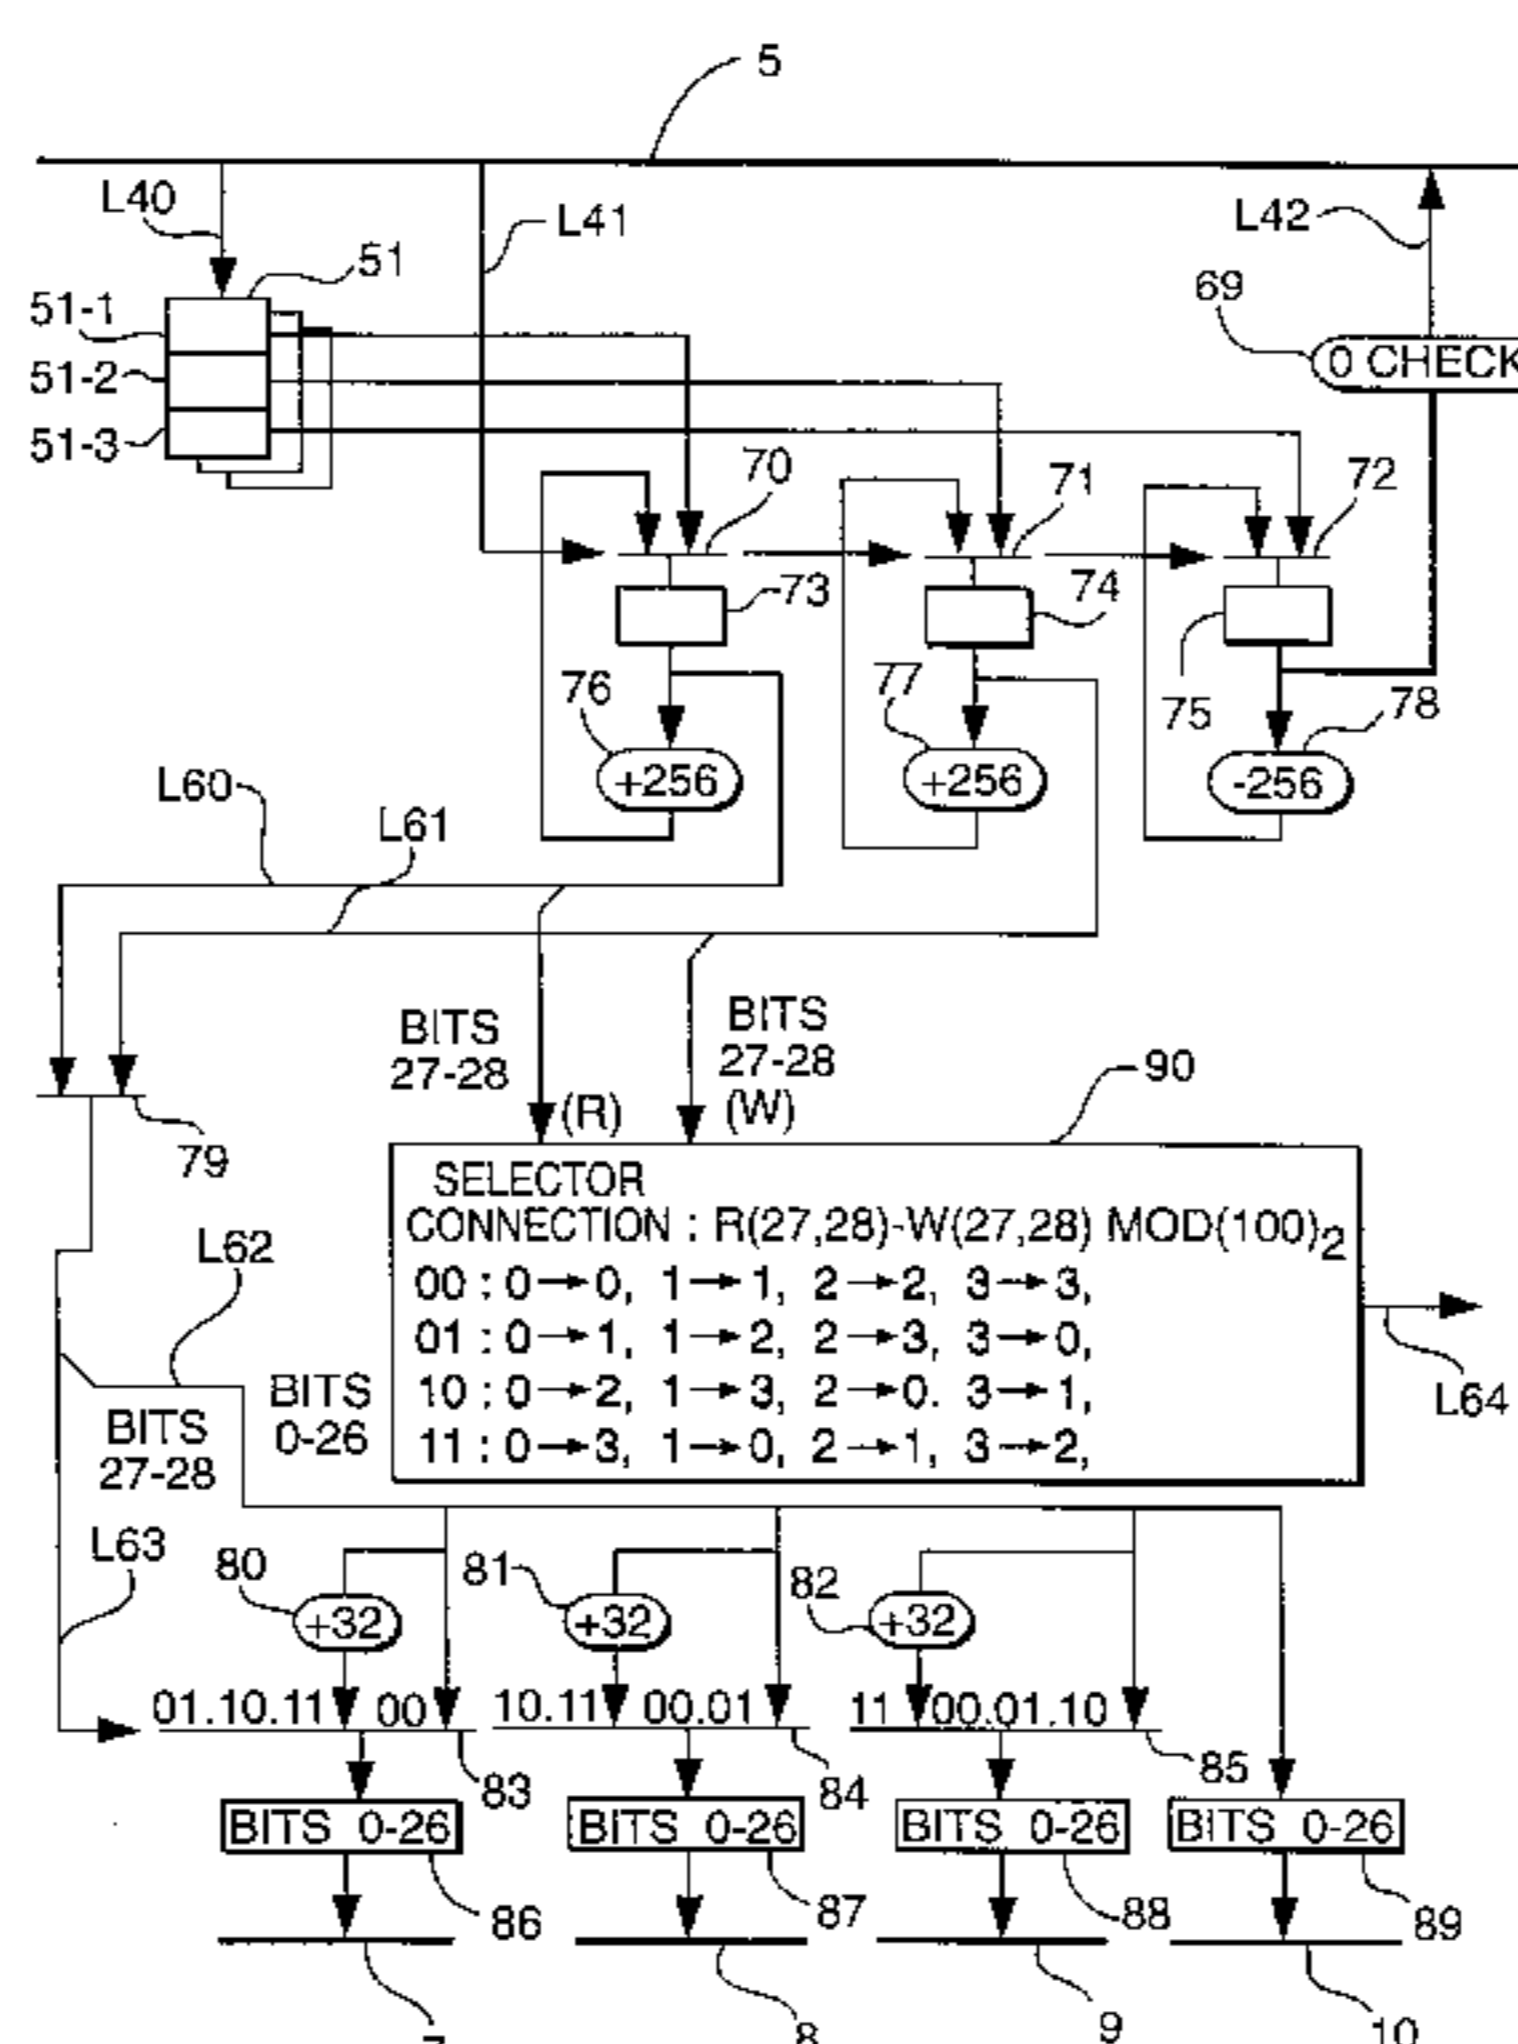 5
L40
L41
L42
51
69
51-1
51-2
51-3
0 CHECK
70
71
72
73
74
75
76
77
78
+256
+256
-256
L60
L61
BITS
27-28
(R)
BITS
27-28
(W)
90
79
SELECTOR
CONNECTION : R(27,28)-W(27,28) MOD(100)2
00 : 0→0, 1→1, 2→2, 3→3,
01 : 0→1, 1→2, 2→3, 3→0,
10 : 0→2, 1→3, 2→0. 3→1,
11 : 0→3, 1→0, 2→1, 3→2,
L62
L64
BITS
0-26
BITS
27-28
L63
80
81
82
+32
+32
+32
01.10.11 00
10.11 00.01
11 00.01.10
83
84
85
BITS 0-26
BITS 0-26
BITS 0-26
BITS 0-26
86
87
88
89
8
9
10